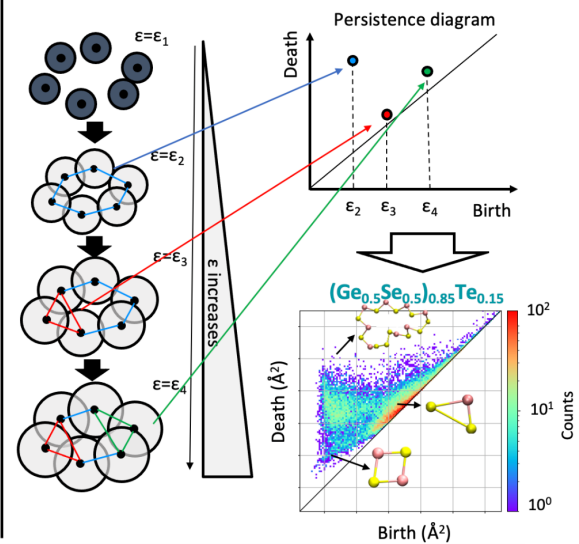 ε=ε₁
ε=ε₂
ε=ε₃
ε=ε₄
ε increases
Persistence diagram
Death
ε₂ ε₃ ε₄ Birth
(Ge₀.₅Se₀.₅)₀.₈₅Te₀.₁₅
Death (Å²)
Birth (Å²)
10²
10¹
10⁰
Counts